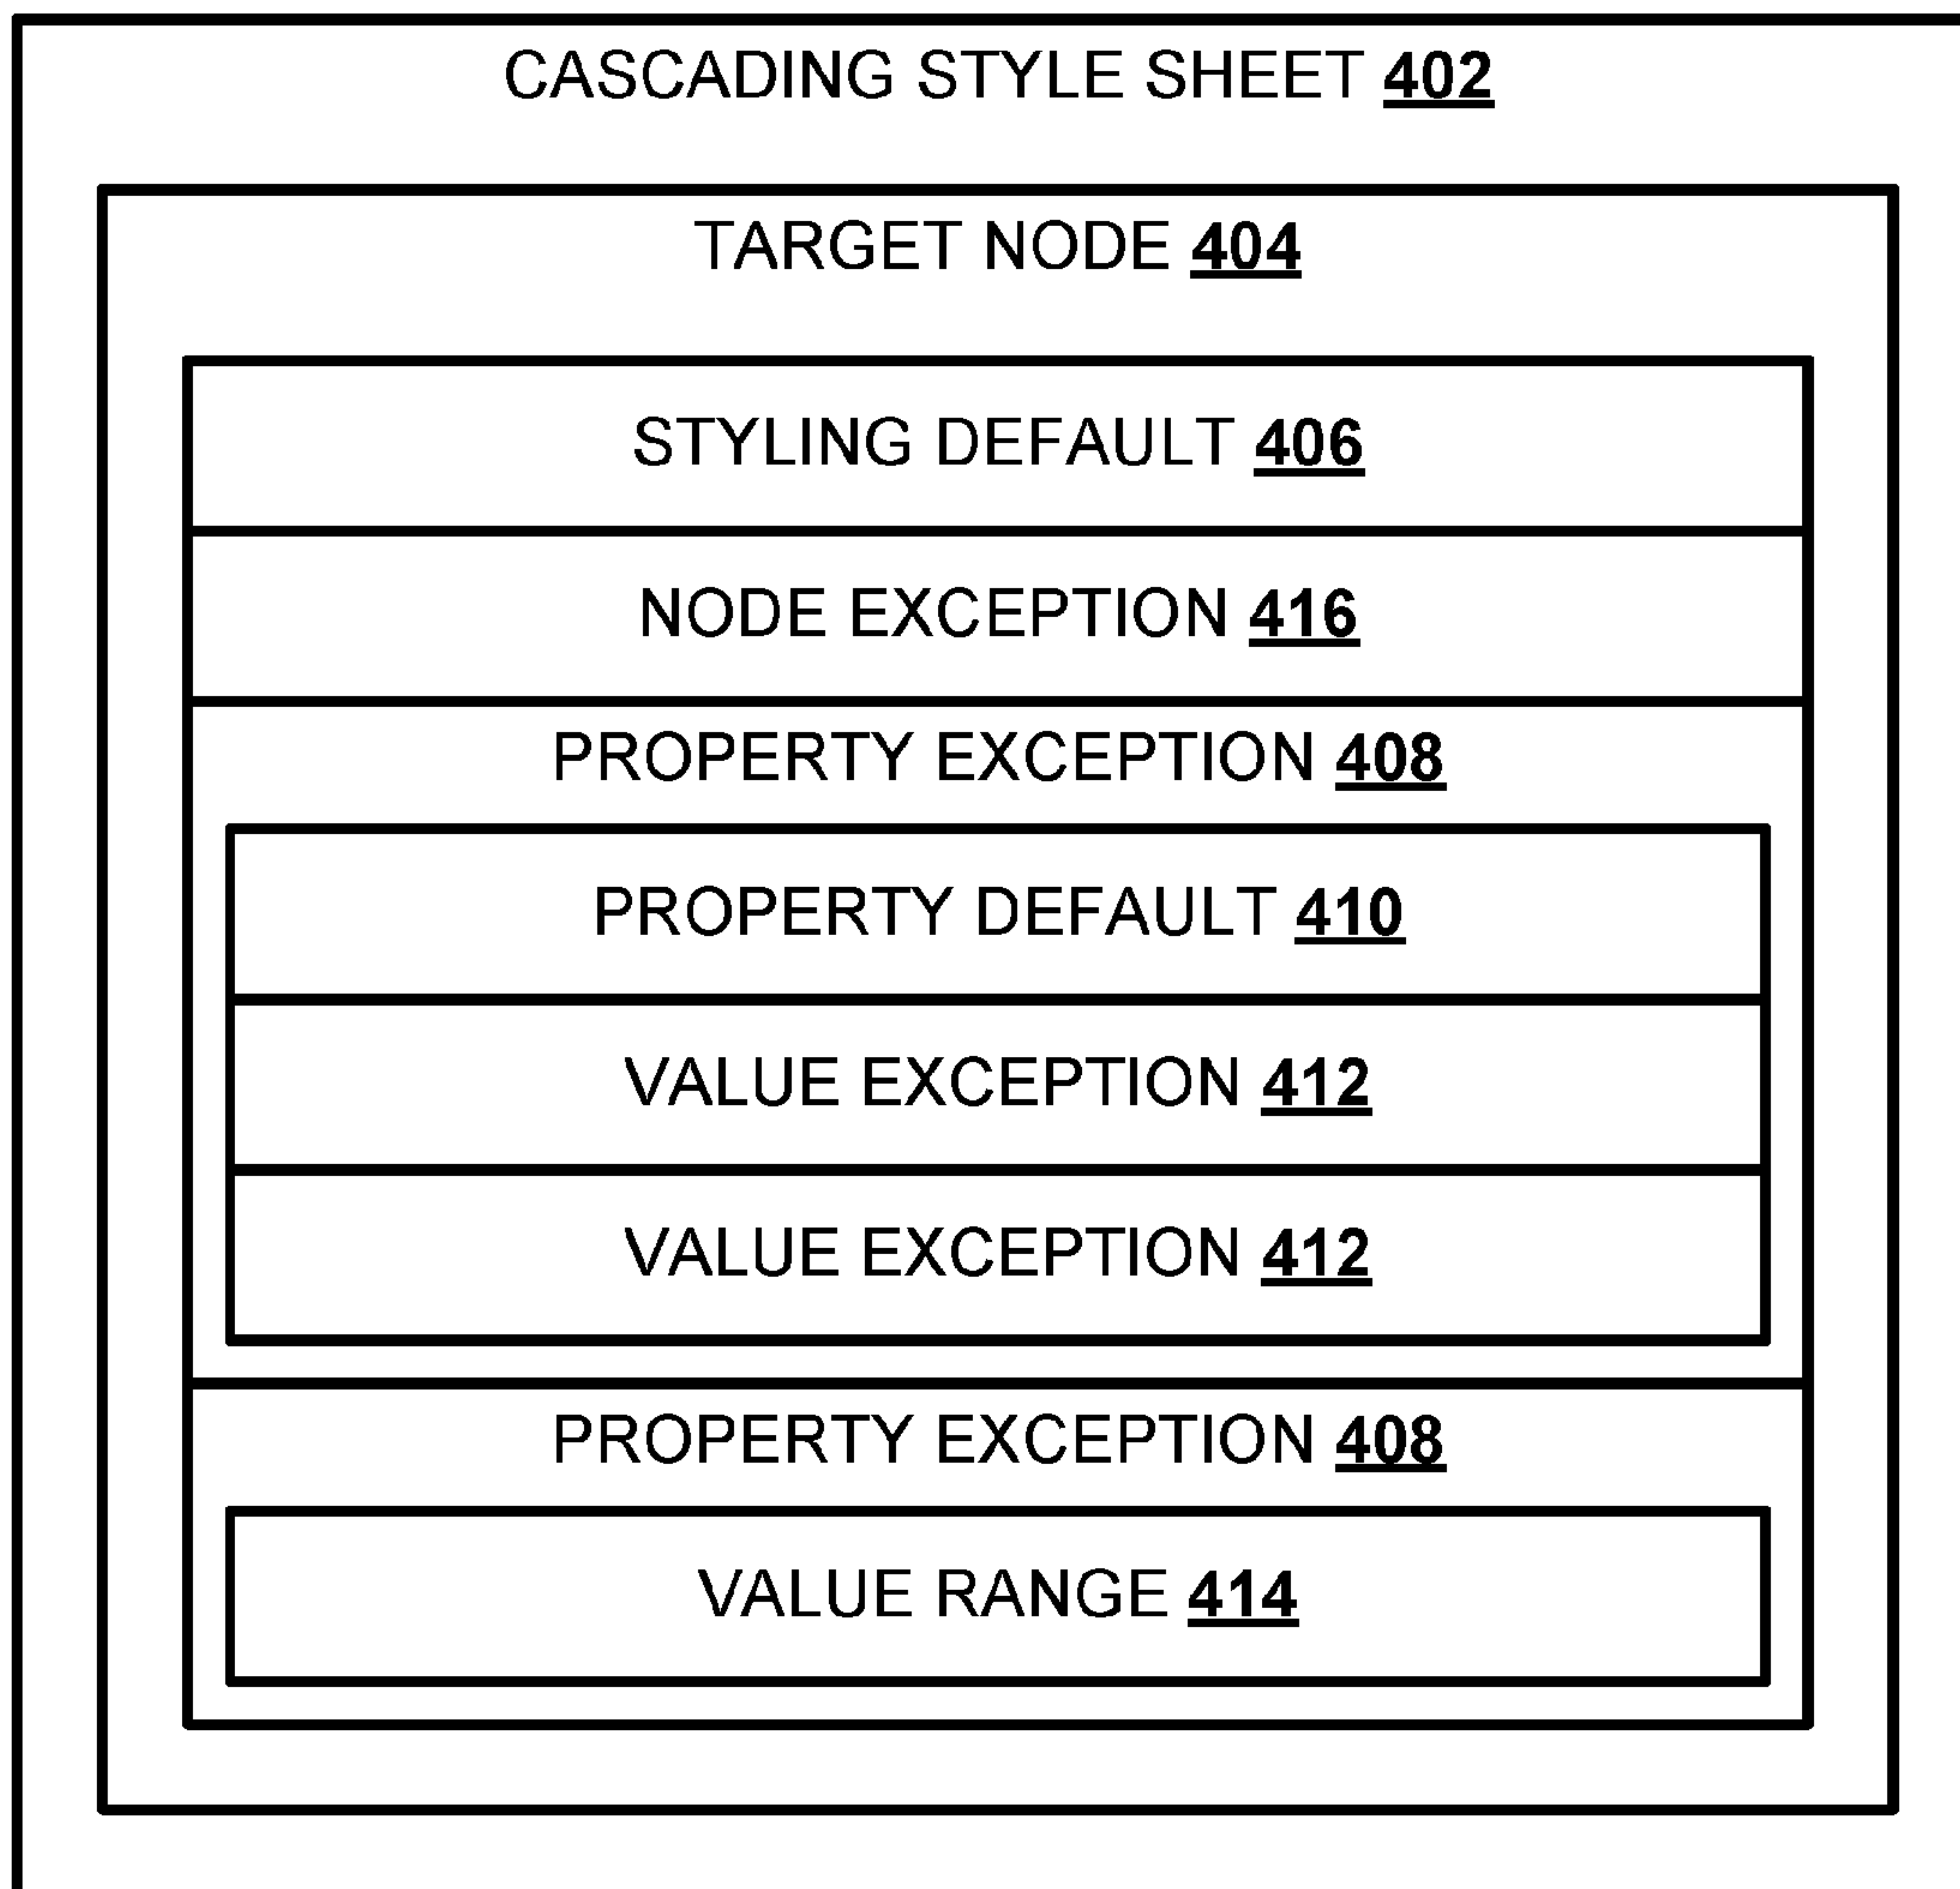 CASCADING STYLE SHEET 402
TARGET NODE 404
STYLING DEFAULT 406
NODE EXCEPTION 416
PROPERTY EXCEPTION 408
PROPERTY DEFAULT 410
VALUE EXCEPTION 412
VALUE EXCEPTION 412
PROPERTY EXCEPTION 408
VALUE RANGE 414